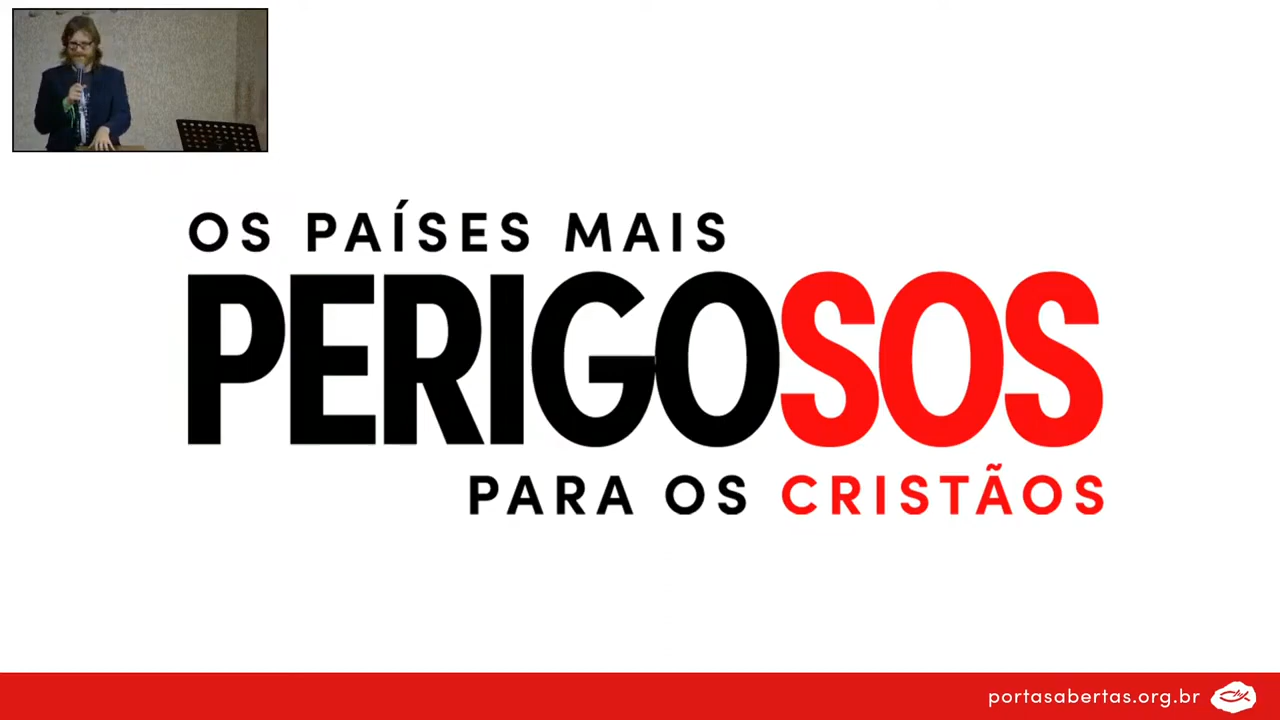 OS PAÍSES MAIS
PERIGOSOS
PARA OS CRISTÃOS
portasabertas.org.br